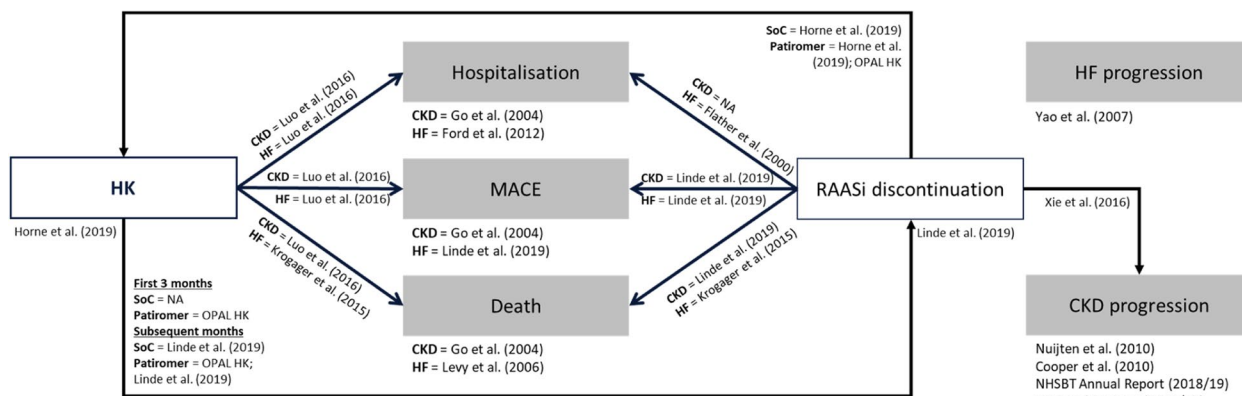 SoC = Horne et al. (2019)
Patiromer = Horne et al.
(2019); OPAL HK
Hospitalisation
CKD = Go et al. (2004)
HF = Ford et al. (2012)
HF progression
Yao et al. (2007)
CKD = Luo et al. (2016)
HF = Luo et al. (2016)
CKD = NA
HF = Flather et al. (2000)
HK
Horne et al. (2019)
CKD = Luo et al. (2016)
HF = Luo et al. (2016)
MACE
CKD = Go et al. (2004)
HF = Linde et al. (2019)
CKD = Linde et al. (2019)
HF = Linde et al. (2019)
RAASi discontinuation
Linde et al. (2019)
Xie et al. (2016)
CKD = Luo et al. (2016)
HF = Krogager et al.
(2015)
CKD = Linde et al. (2019)
HF = Krogager et al. (2015)
First 3 months
SoC = NA
Patiromer = OPAL HK
Subsequent months
SoC = Linde et al. (2019)
Patiromer = OPAL HK;
Linde et al. (2019)
Death
CKD = Go et al. (2004)
HF = Levy et al. (2006)
CKD progression
Nuijten et al. (2010)
Cooper et al. (2010)
NHSBT Annual Report (2018/19)